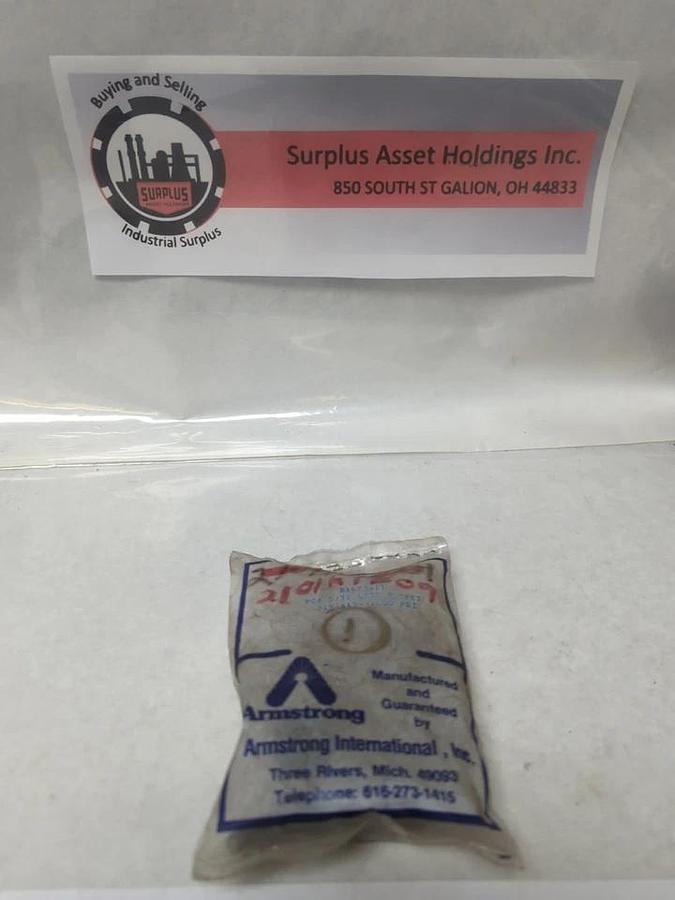 Buying and Selling
SURPLUS
Industrial Surplus
Surplus Asset Holdings Inc.
850 SOUTH ST GALION, OH 44833
Armstrong
Manufactured
and
Guaranteed
by
Armstrong International, Inc.
Three Rivers, Mich. 49093
Telephone: 616-273-1415